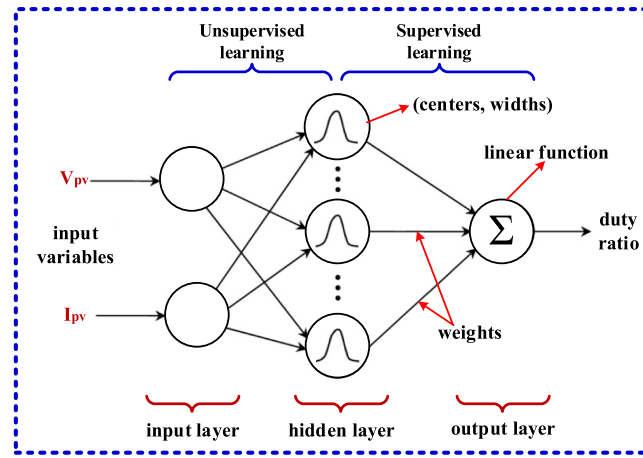 Unsupervised
learning
Supervised
learning
(centers, widths)
linear function
Vpv
input
variables
Ipv
Σ
duty
ratio
weights
input layer
hidden layer
output layer